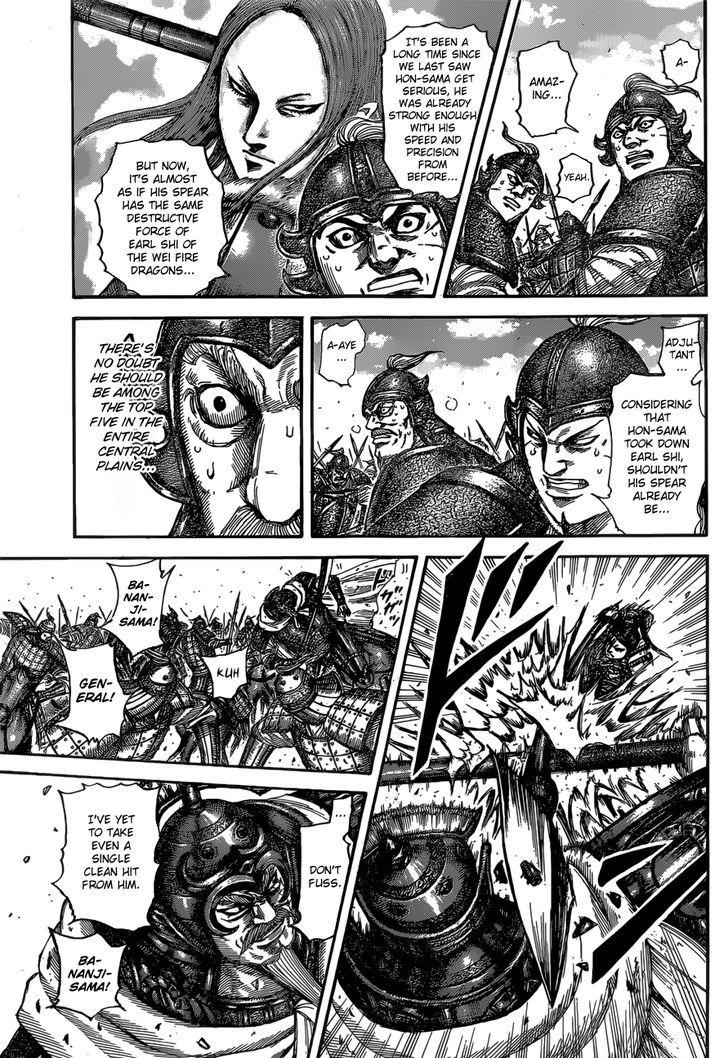 A-
AMAZ-
ING...
YEAH.
IT'S BEEN A
LONG TIME SINCE
WE LAST SAW
HON-SAMA GET
SERIOUS, HE
WAS ALREADY
STRONG ENOUGH
WITH HIS
SPEED AND
PRECISION
FROM
BEFORE...
BUT NOW,
IT'S ALMOST
AS IF HIS SPEAR
HAS THE SAME
DESTRUCTIVE
FORCE OF
EARL SHI OF
THE WEI FIRE
DRAGONS...
ADJU-
TANT
...
CONSIDERING
THAT
HON-SAMA
TOOK DOWN
EARL SHI,
SHOULDN'T
HIS SPEAR
ALREADY
BE...
A-AYE
...
THERE'S
NO DOUBT
HE SHOULD
BE AMONG
THE TOP
FIVE IN THE
ENTIRE
CENTRAL
PLAINS...
BA-
NAN-
JI-
SAMA!
KUH
GEN-
ERAL!
...
DON'T
FUSS.
I'VE YET
TO TAKE
EVEN A
SINGLE
CLEAN HIT
FROM HIM.
BA-
NANJI-
SAMA!